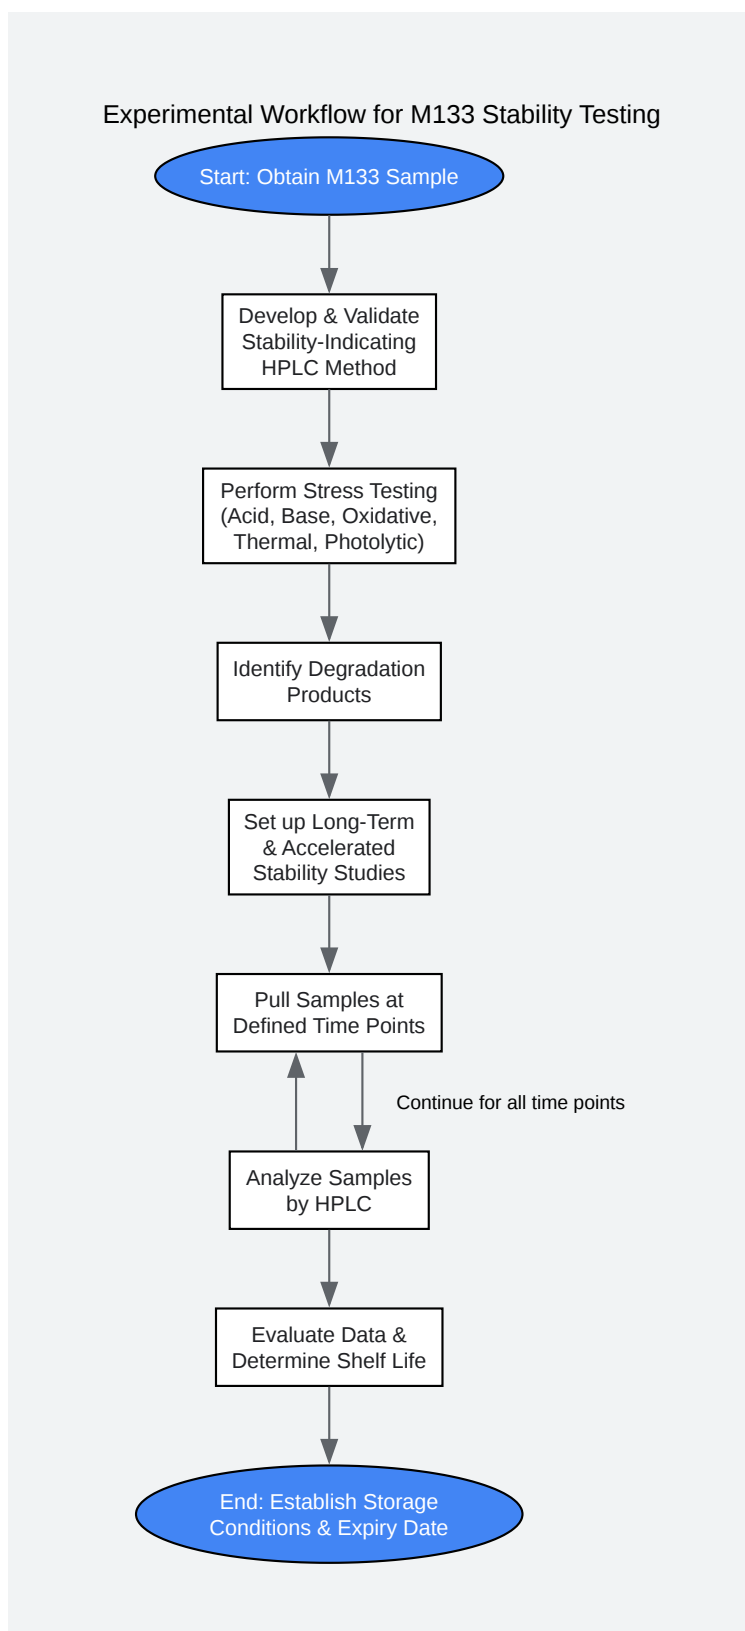 Experimental Workflow for M133 Stability Testing
Start: Obtain M133 Sample
Develop & Validate
Stability-Indicating
HPLC Method
Perform Stress Testing
(Acid, Base, Oxidative,
Thermal, Photolytic)
Identify Degradation
Products
Set up Long-Term
& Accelerated
Stability Studies
Pull Samples at
Defined Time Points
Continue for all time points
Analyze Samples
by HPLC
Evaluate Data &
Determine Shelf Life
End: Establish Storage
Conditions & Expiry Date